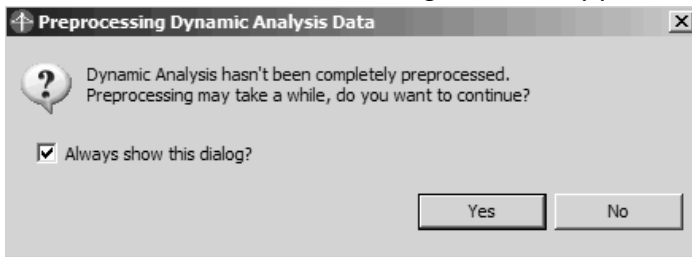 Preprocessing Dynamic Analysis Data
Dynamic Analysis hasn't been completely preprocessed.
Preprocessing may take a while, do you want to continue?
Always show this dialog?
Yes
No